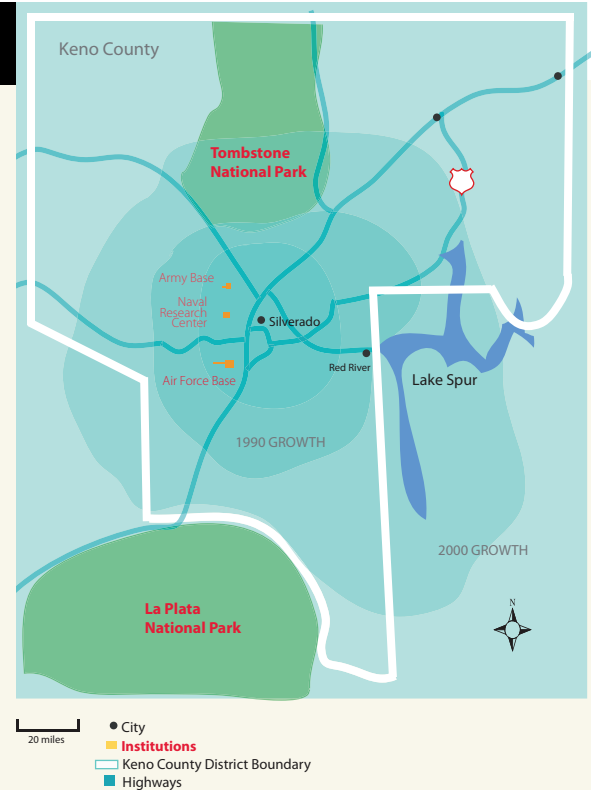 Keno County
Tombstone
National Park
Army Base
Naval
Research
Center
Silverado
Air Force Base
Red River
Lake Spur
1990 GROWTH
2000 GROWTH
La Plata
National Park
N
20 miles
City
Institutions
Keno County District Boundary
Highways